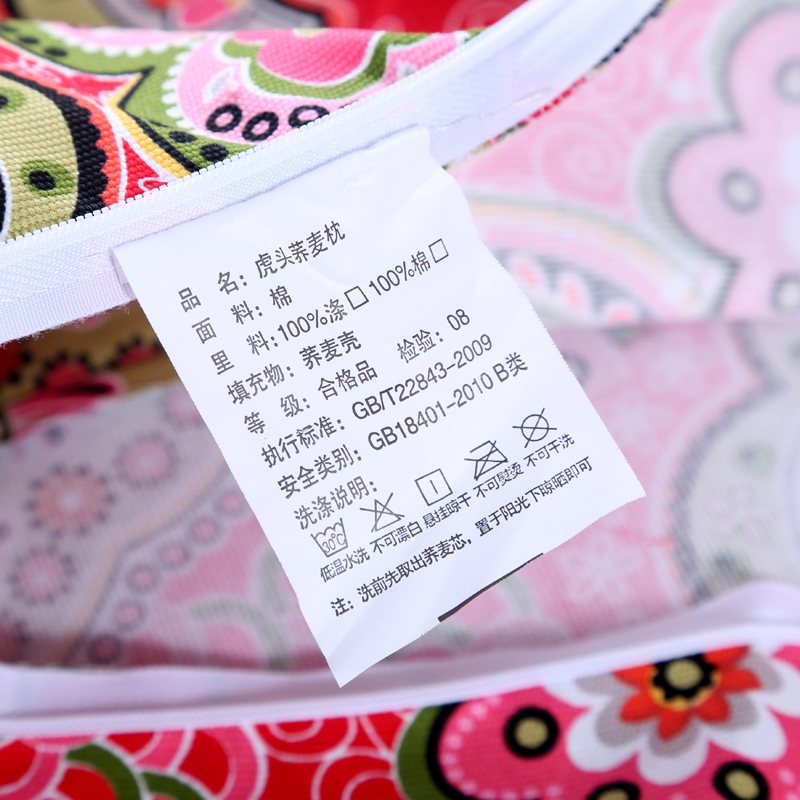 品 名：虎头荞麦枕
面 料：棉
里 料：100%涤□ 100%棉□
填充物：荞麦壳
等 级：合格品 检验：08
执行标准：GB/T22843-2009
安全类别：GB18401-2010 B类
洗涤说明：
30℃
低温水洗 不可漂白 悬挂晾干 不可熨烫 不可干洗
注：洗前先取出荞麦芯，置于阳光下晾晒即可